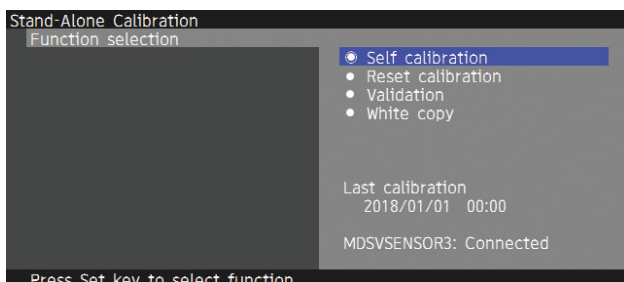 Stand-Alone Calibration
Function selection
Self calibration
Reset calibration
Validation
White copy
Last calibration
2018/01/01 00:00
MDSVSENSOR3: Connected
Press Set key to select function